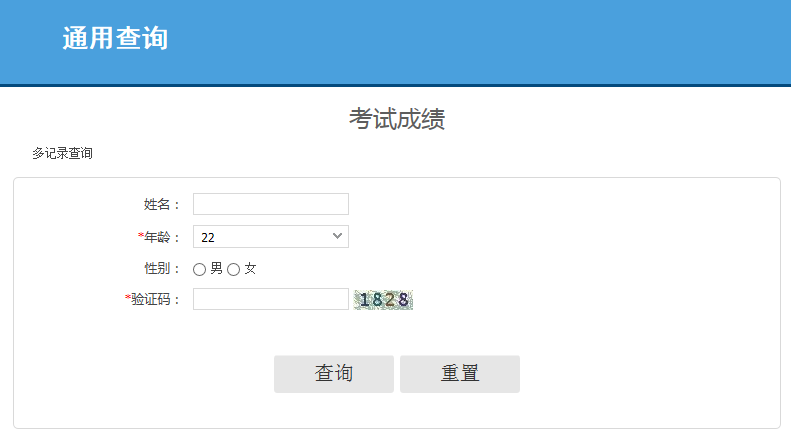 通用查询
考试成绩
多记录查询
姓名：
*年龄： 22
性别： 男 女
*验证码： 1828
查询 重置